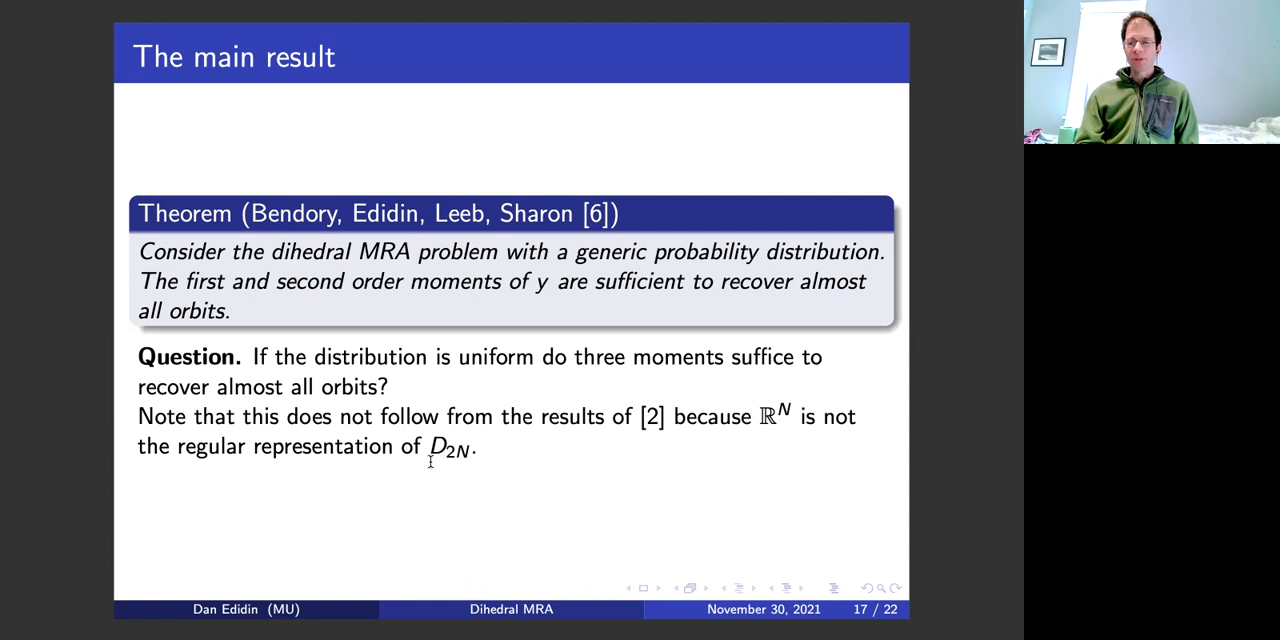 The main result
Theorem (Bendory, Edidin, Leeb, Sharon [6])
Consider the dihedral MRA problem with a generic probability distribution.
The first and second order moments of y are sufficient to recover almost
all orbits.
Question. If the distribution is uniform do three moments suffice to
recover almost all orbits?
Note that this does not follow from the results of [2] because ℝᴺ is not
the regular representation of D₂N.
Dan Edidin (MU)
Dihedral MRA
November 30, 2021
17 / 22